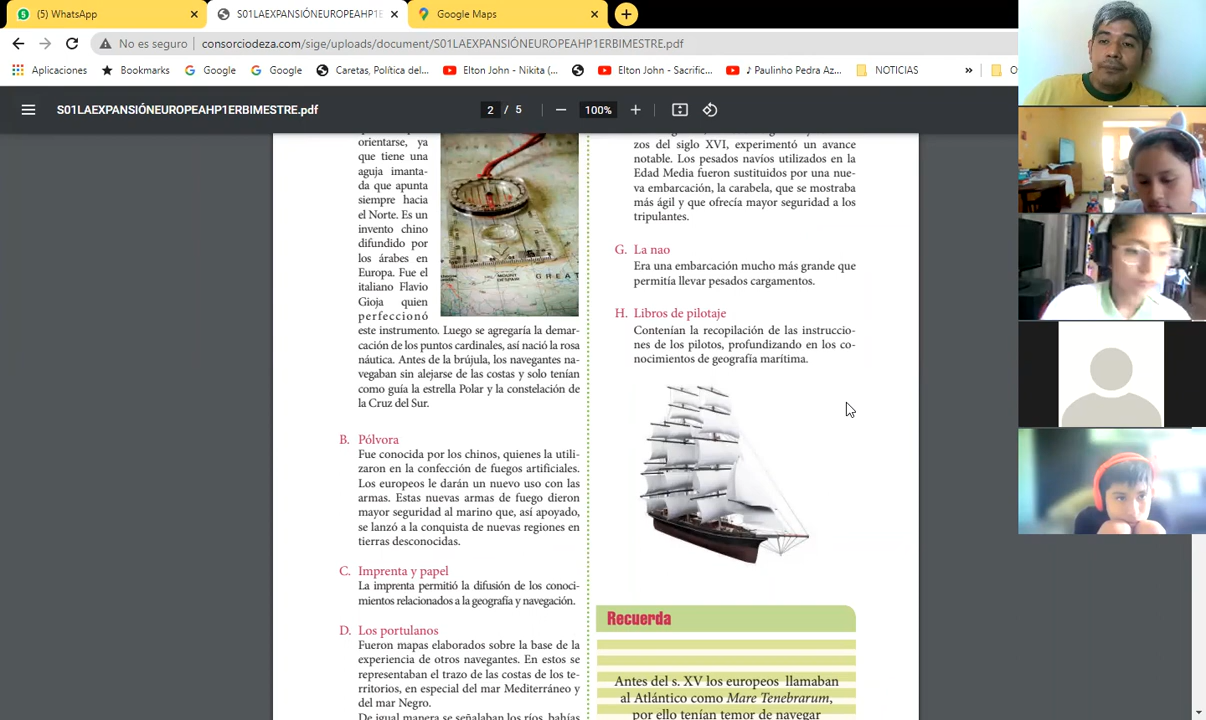 (5) WhatsApp
S01LAEXPANSIÓNEUROPEAHP1E
Google Maps
No es seguro
consorciodeza.com/sige/uploads/document/S01LAEXPANSIÓNEUROPEAHP1ERBIMESTRE.pdf
Aplicaciones
Bookmarks
Google
Google
Caretas, Política del...
Elton John - Nikita (...
Elton John - Sacrific...
♪ Paulinho Pedra Az...
NOTICIAS
»
S01LAEXPANSIÓNEUROPEAHP1ERBIMESTRE.pdf
2 / 5
100%
orientarse, ya
que tiene una
aguja imanta-
da que apunta
siempre hacia
el Norte. Es un
invento chino
difundido por
los árabes en
Europa. Fue el
italiano Flavio
Gioja quien
perfeccionó
este instrumento. Luego se agregaría la demar-
cación de los puntos cardinales, así nació la rosa
náutica. Antes de la brújula, los navegantes na-
vegaban sin alejarse de las costas y solo tenían
como guía la estrella Polar y la constelación de
la Cruz del Sur.
GREAT
B. Pólvora
Fue conocida por los chinos, quienes la utili-
zaron en la confección de fuegos artificiales.
Los europeos le darán un nuevo uso con las
armas. Estas nuevas armas de fuego dieron
mayor seguridad al marino que, así apoyado,
se lanzó a la conquista de nuevas regiones en
tierras desconocidas.
C. Imprenta y papel
La imprenta permitió la difusión de los conoci-
mientos relacionados a la geografía y navegación.
D. Los portulanos
Fueron mapas elaborados sobre la base de la
experiencia de otros navegantes. En estos se
representaban el trazo de las costas de los te-
rritorios, en especial del mar Mediterráneo y
del mar Negro.
De igual manera se señalaban los ríos, bahías
zos del siglo XVI, experimentó un avance
notable. Los pesados navíos utilizados en la
Edad Media fueron sustituidos por una nue-
va embarcación, la carabela, que se mostraba
más ágil y que ofrecía mayor seguridad a los
tripulantes.
G. La nao
Era una embarcación mucho más grande que
permitía llevar pesados cargamentos.
H. Libros de pilotaje
Contenían la recopilación de las instruccio-
nes de los pilotos, profundizando en los co-
nocimientos de geografía marítima.
Recuerda
Antes del s. XV los europeos llamaban
al Atlántico como Mare Tenebrarum,
por ello tenían temor de navegar